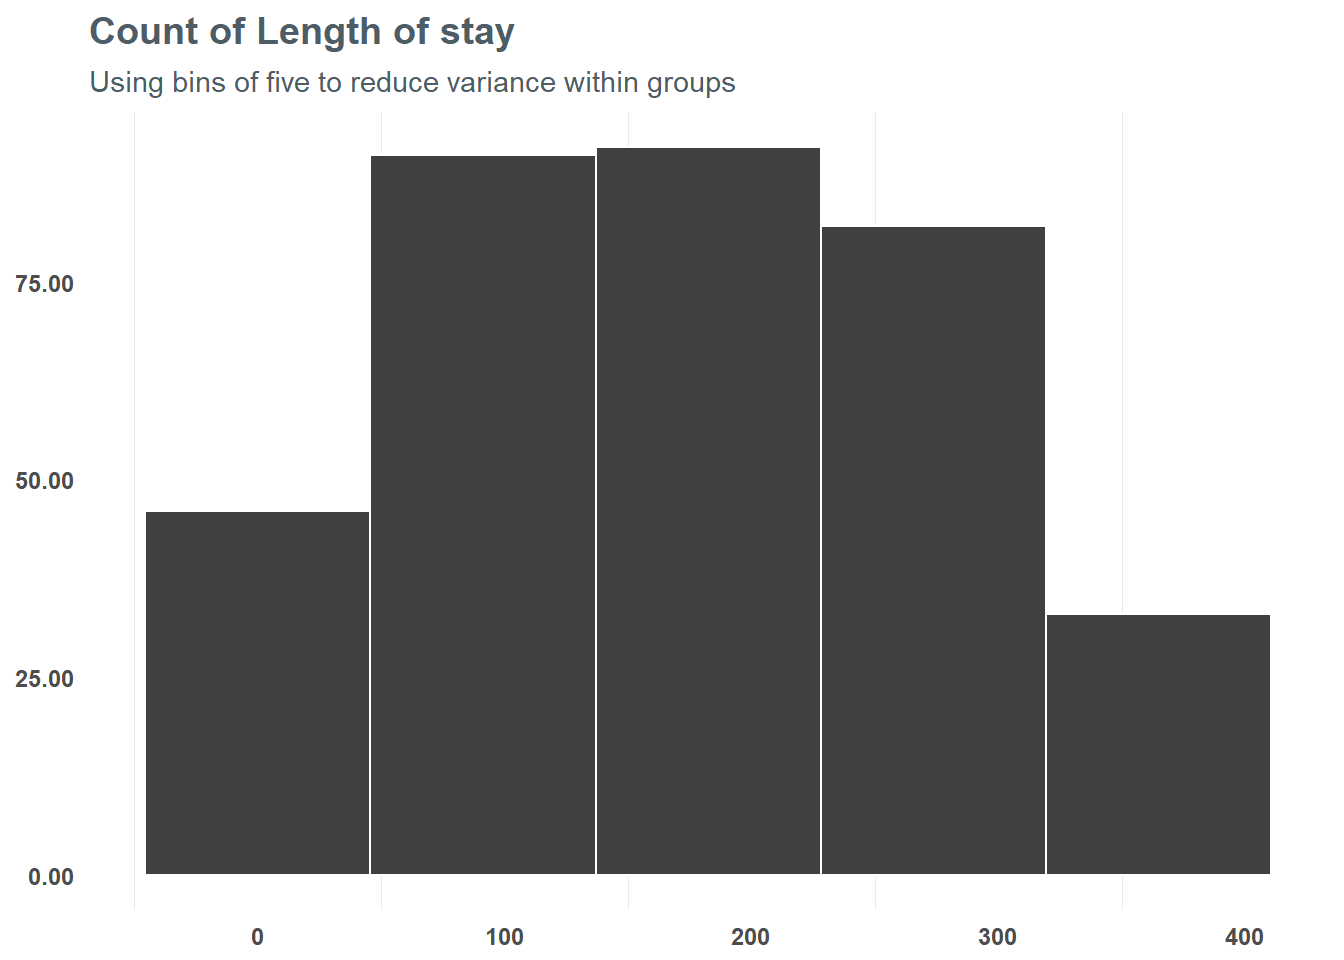 Count of Length of stay
Using bins of five to reduce variance within groups
75.00
50.00
25.00
0.00
0 100 200 300 400